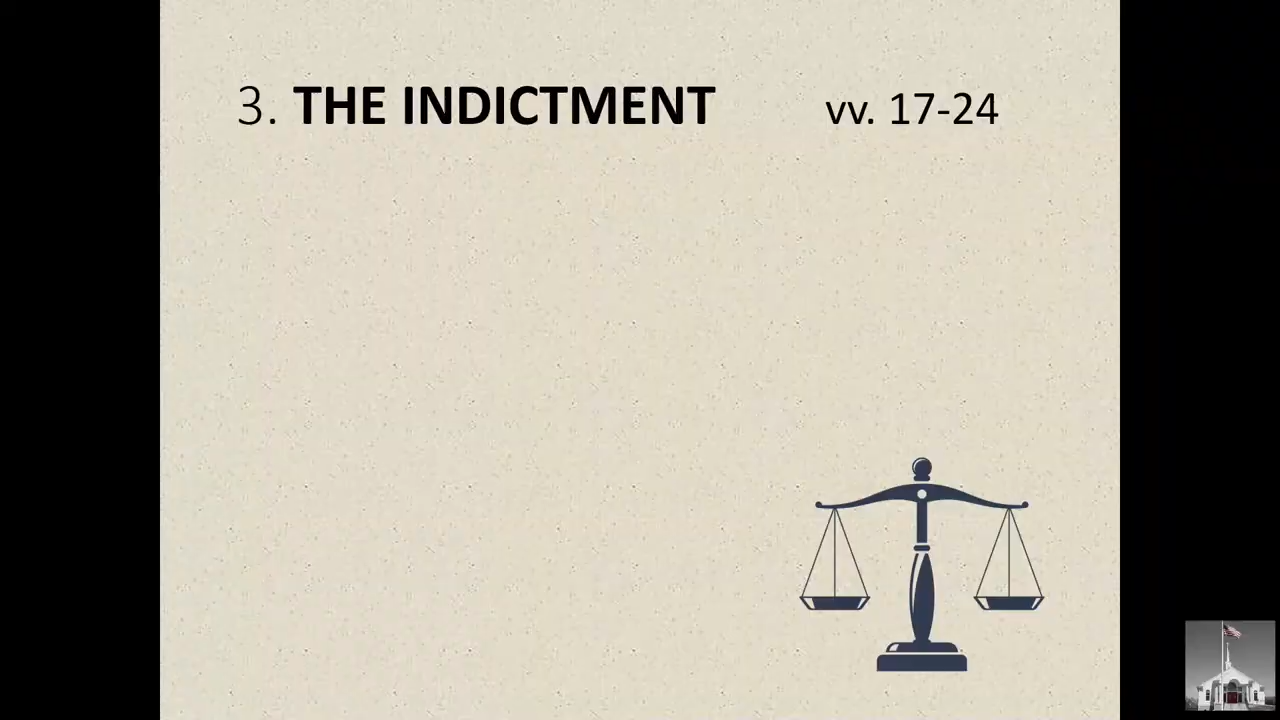 3. THE INDICTMENT vv. 17-24